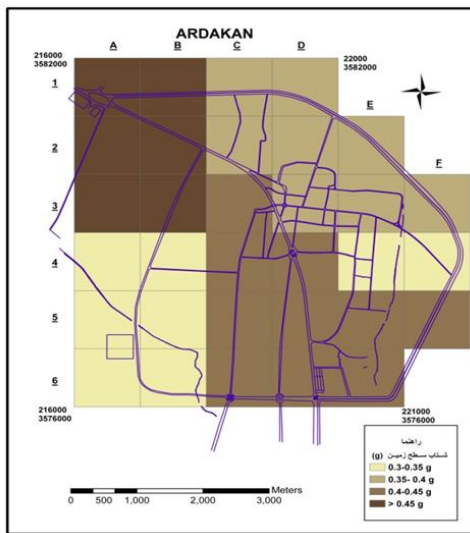 ARDAKAN
216000
3582000
A
B
C
D
22000
3582000
1
E
2
F
3
4
5
6
216000
3576000
221000
3576000
راهنما
شتاب سطح زمین (g)
0.3-0.35 g
0.35- 0.4 g
0.4-0.45 g
> 0.45 g
0 500 1,000 2,000 3,000 Meters